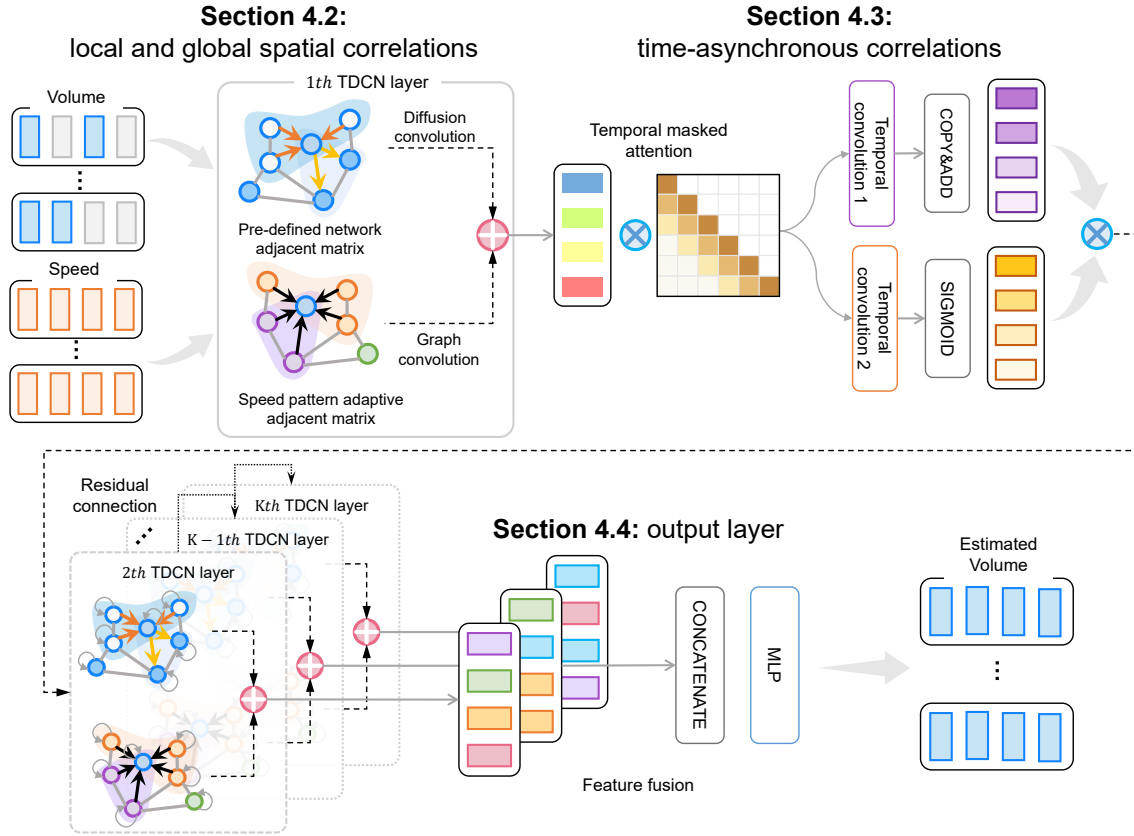 Section 4.2:
local and global spatial correlations
Section 4.3:
time-asynchronous correlations
Volume
Speed
1th TDCN layer
Diffusion
convolution
Pre-defined network
adjacent matrix
Graph
convolution
Speed pattern adaptive
adjacent matrix
Temporal masked
attention
Temporal
convolution 1
COPY&ADD
Temporal
convolution 2
SIGMOID
Residual
connection
Kth TDCN layer
K − 1th TDCN layer
2th TDCN layer
Section 4.4: output layer
CONCATENATE
MLP
Feature fusion
Estimated
Volume